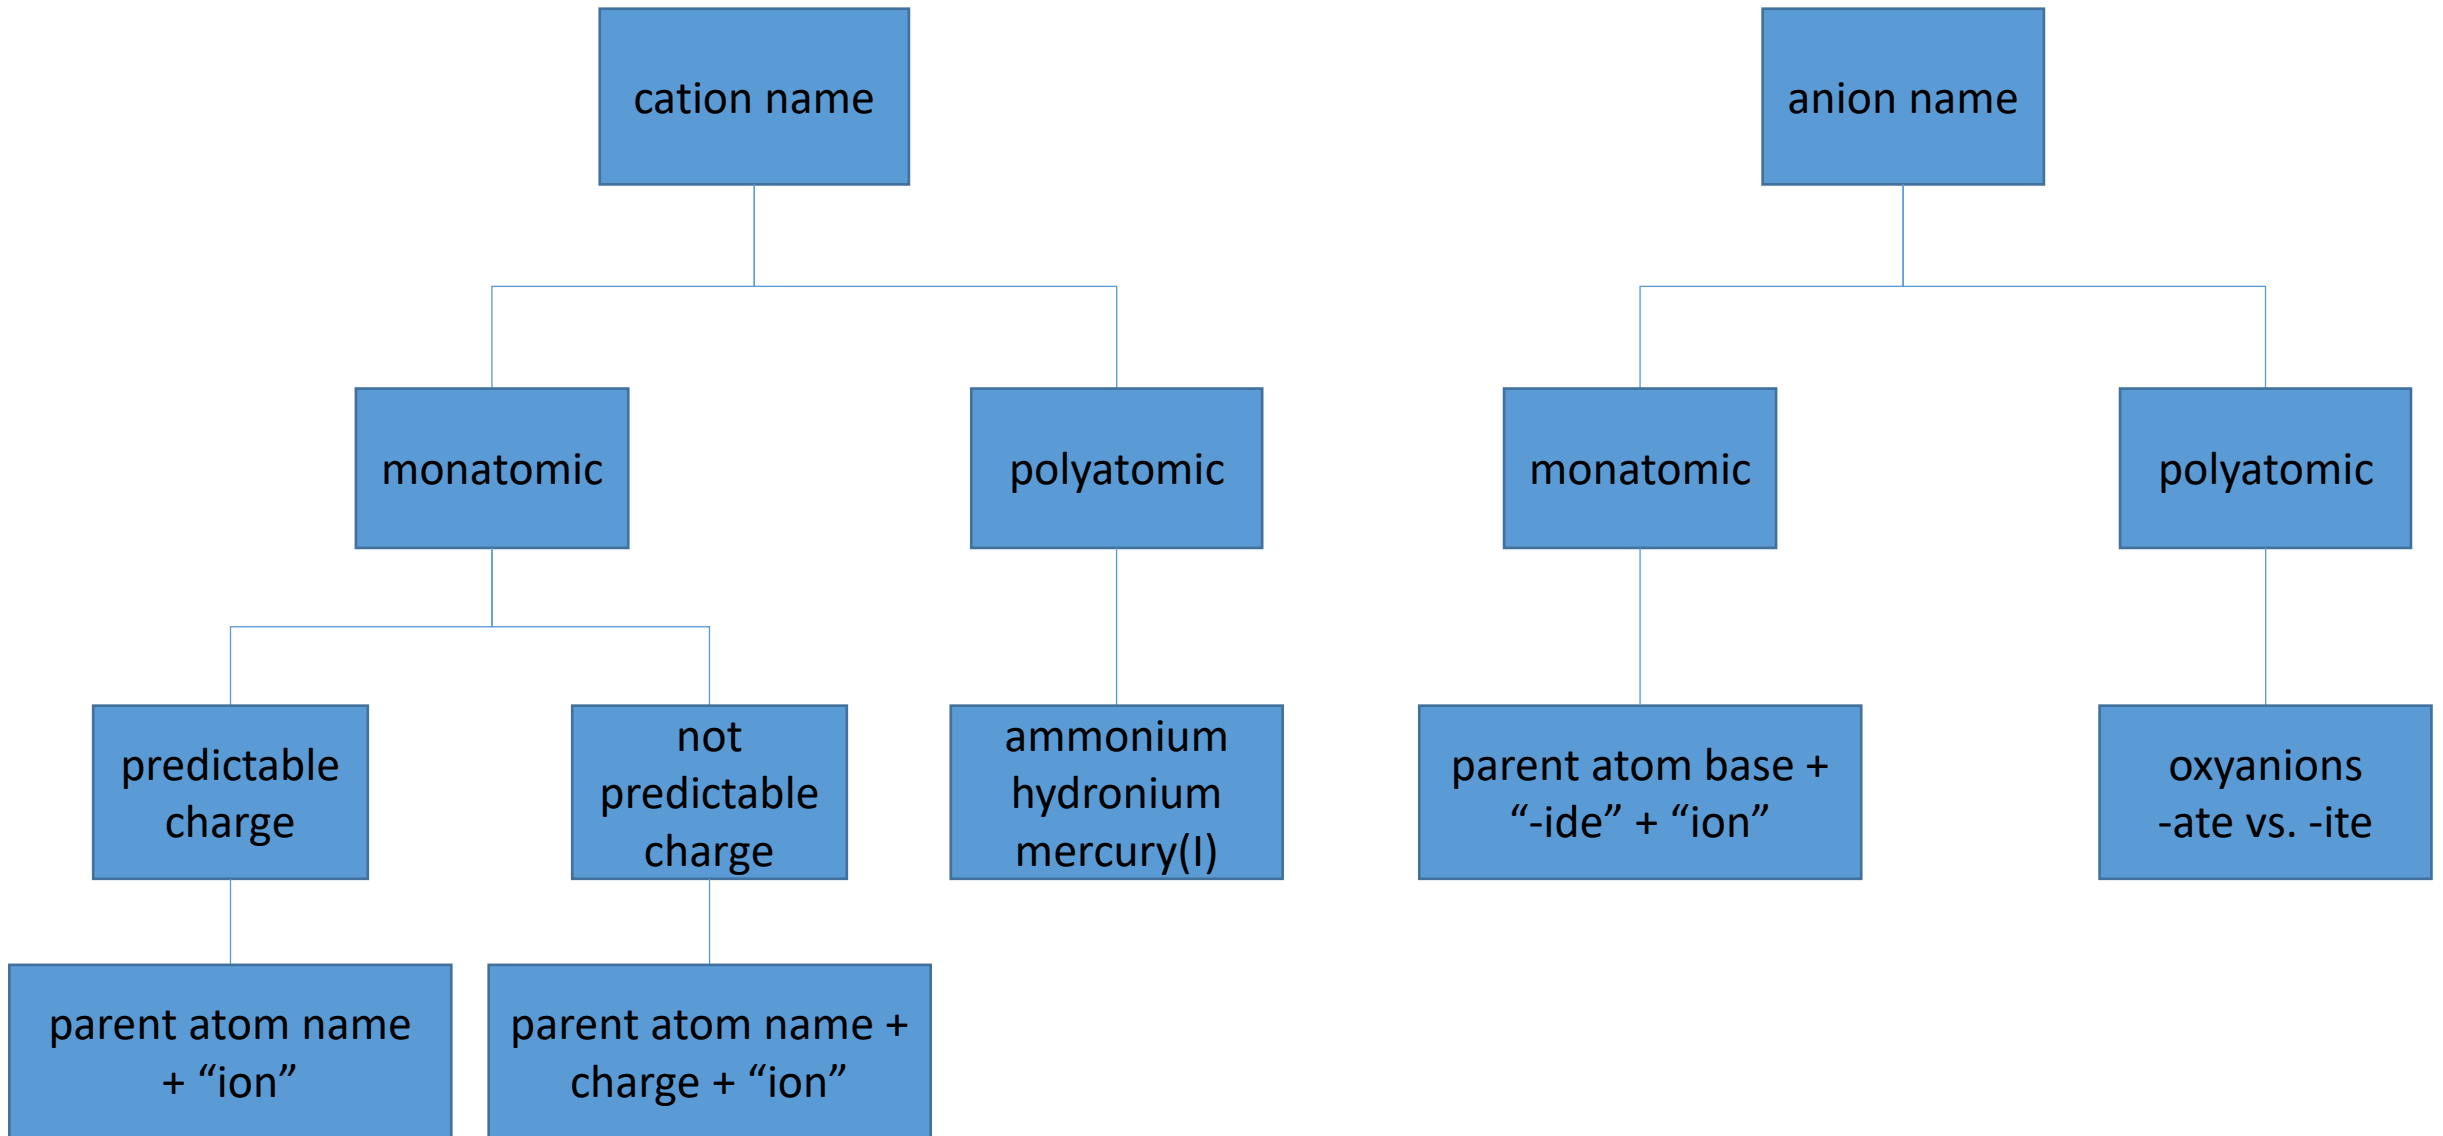 cation name
anion name
monatomic
polyatomic
monatomic
polyatomic
predictable
charge
not
predictable
charge
ammonium
hydronium
mercury(I)
parent atom base +
“-ide” + “ion”
oxyanions
-ate vs. -ite
parent atom name
+ “ion”
parent atom name +
charge + “ion”